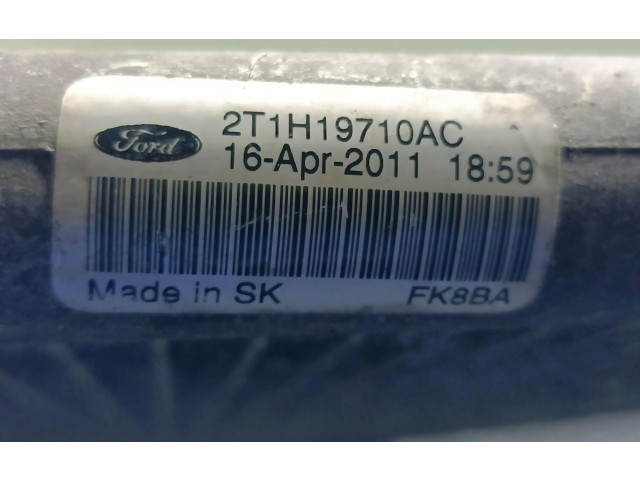 Ford
2T1H19710AC
16-Apr-2011 18:59
Made in SK
FK8BA